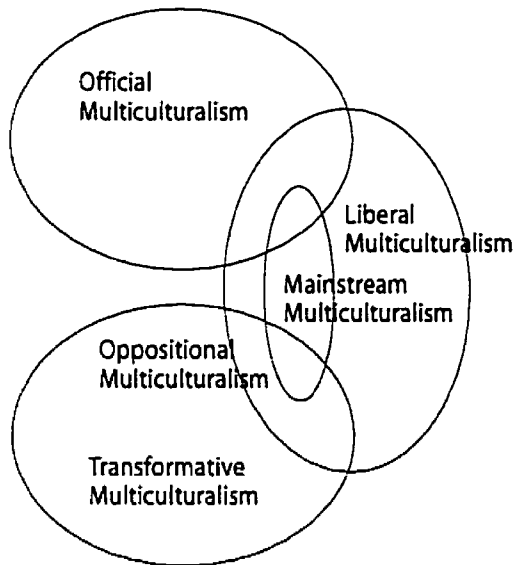 Official
Multiculturalism
Liberal
Multiculturalism
Mainstream
Multiculturalism
Oppositional
Multiculturalism
Transformative
Multiculturalism